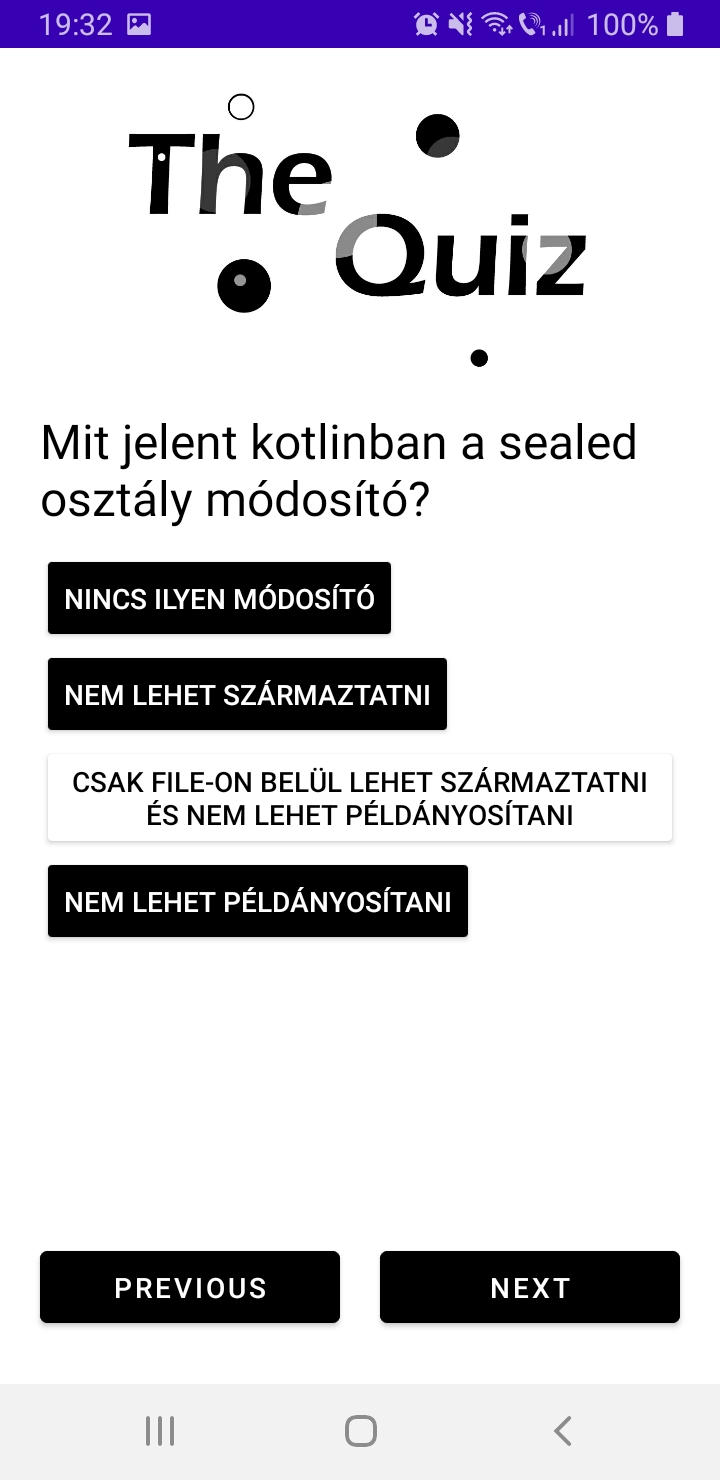 19:32
100%
The
Quiz
Mit jelent kotlinban a sealed
osztály módosító?
NINCS ILYEN MÓDOSÍTÓ
NEM LEHET SZÁRMAZTATNI
CSAK FILE-ON BELÜL LEHET SZÁRMAZTATNI
ÉS NEM LEHET PÉLDÁNYOSÍTANI
NEM LEHET PÉLDÁNYOSÍTANI
PREVIOUS
NEXT